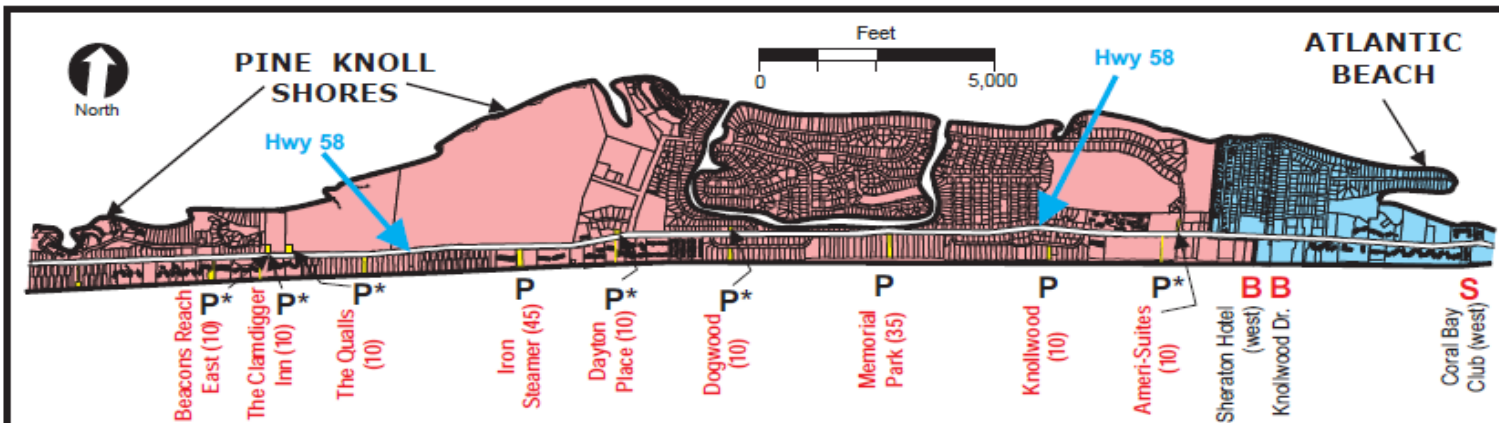 North
PINE KNOLL
SHORES
Feet
0
5,000
Hwy 58
Hwy 58
ATLANTIC
BEACH
P*
P*
P*
P
P*
P*
P
P
P*
B
B
S
Beacons Reach
East (10)
The Clamdigger
Inn (10)
The Qualls
(10)
Iron
Steamer (45)
Dayton
Place (10)
Dogwood
(10)
Memorial
Park (35)
Knollwood
(10)
Ameri-Suites
(10)
Sheraton Hotel
(west)
Knollwood Dr.
Coral Bay
Club (west)